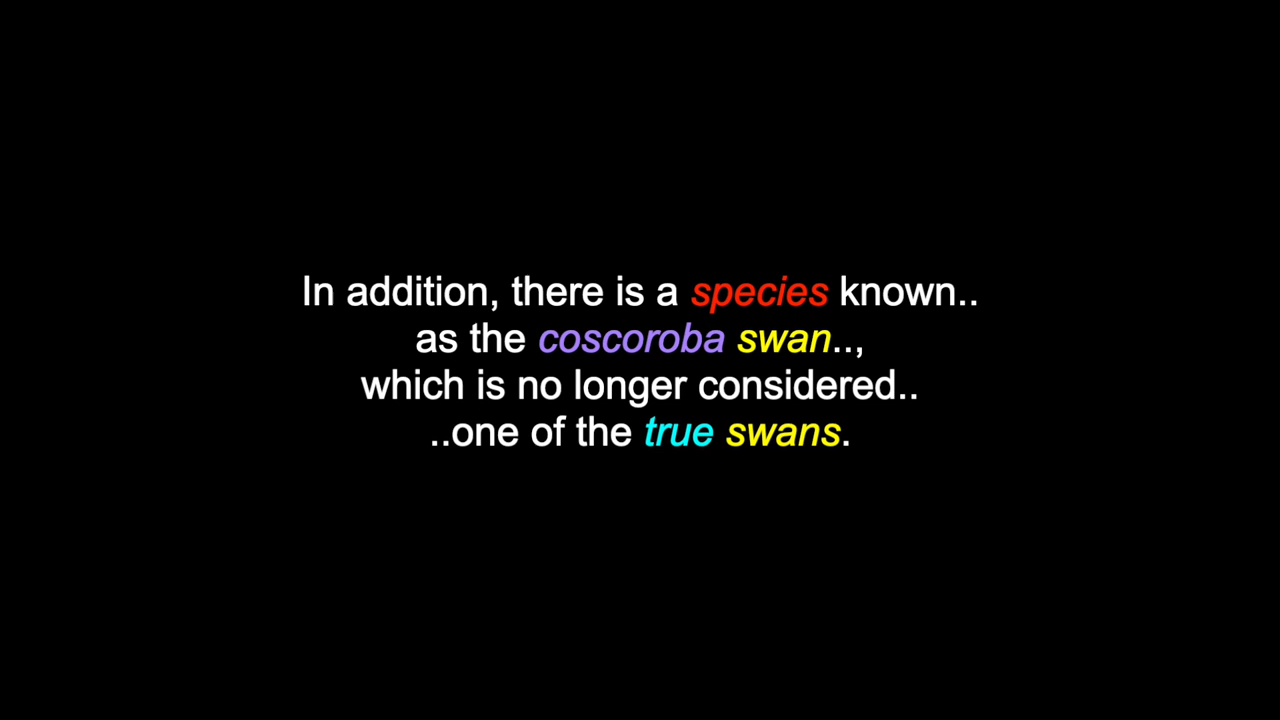 In addition, there is a species known..
as the coscoroba swan..,
which is no longer considered..
..one of the true swans.